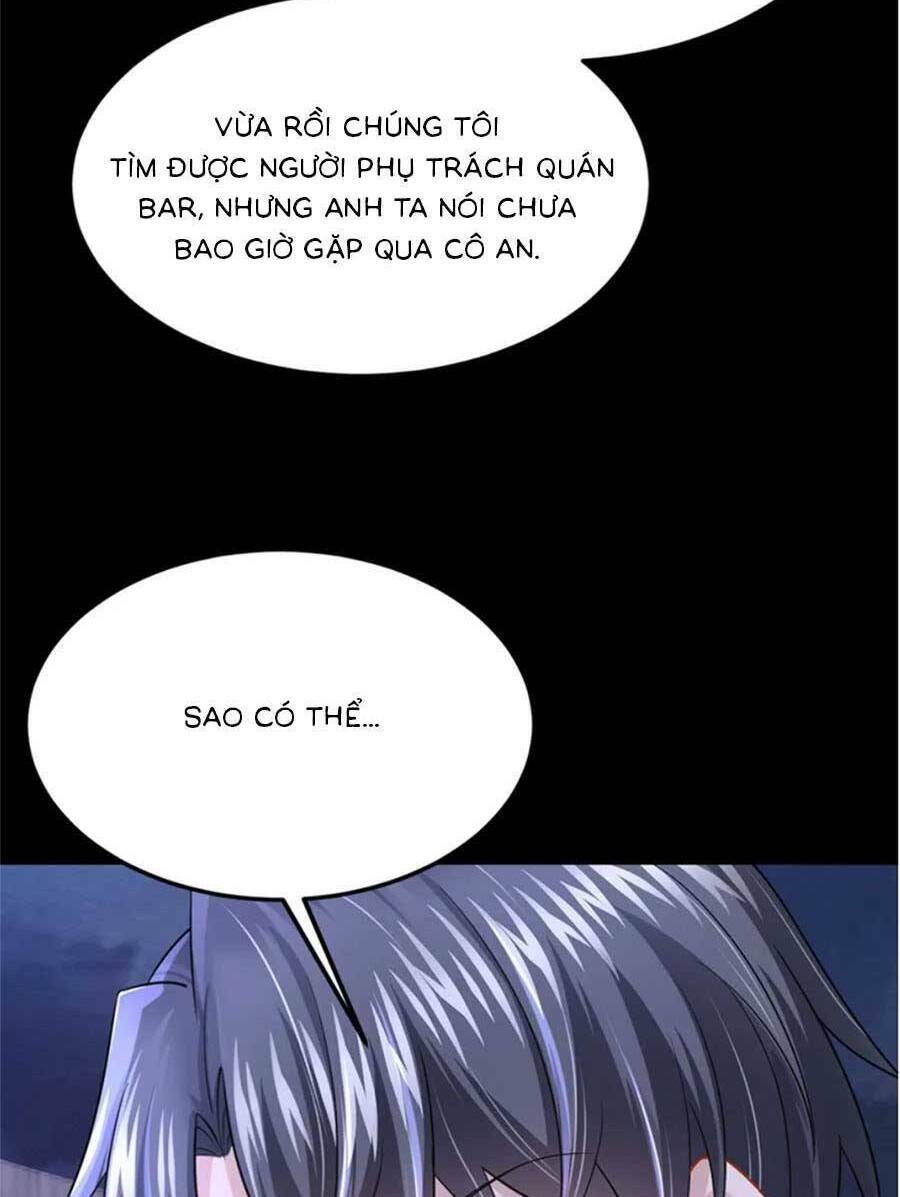 VỪA RỒI CHÚNG TÔI
TÌM ĐƯỢC NGƯỜI PHỤ TRÁCH QUÁN
BAR, NHƯNG ANH TA NÓI CHƯA
BAO GIỜ GẶP QUA CÔ AN.
SAO CÓ THỂ...